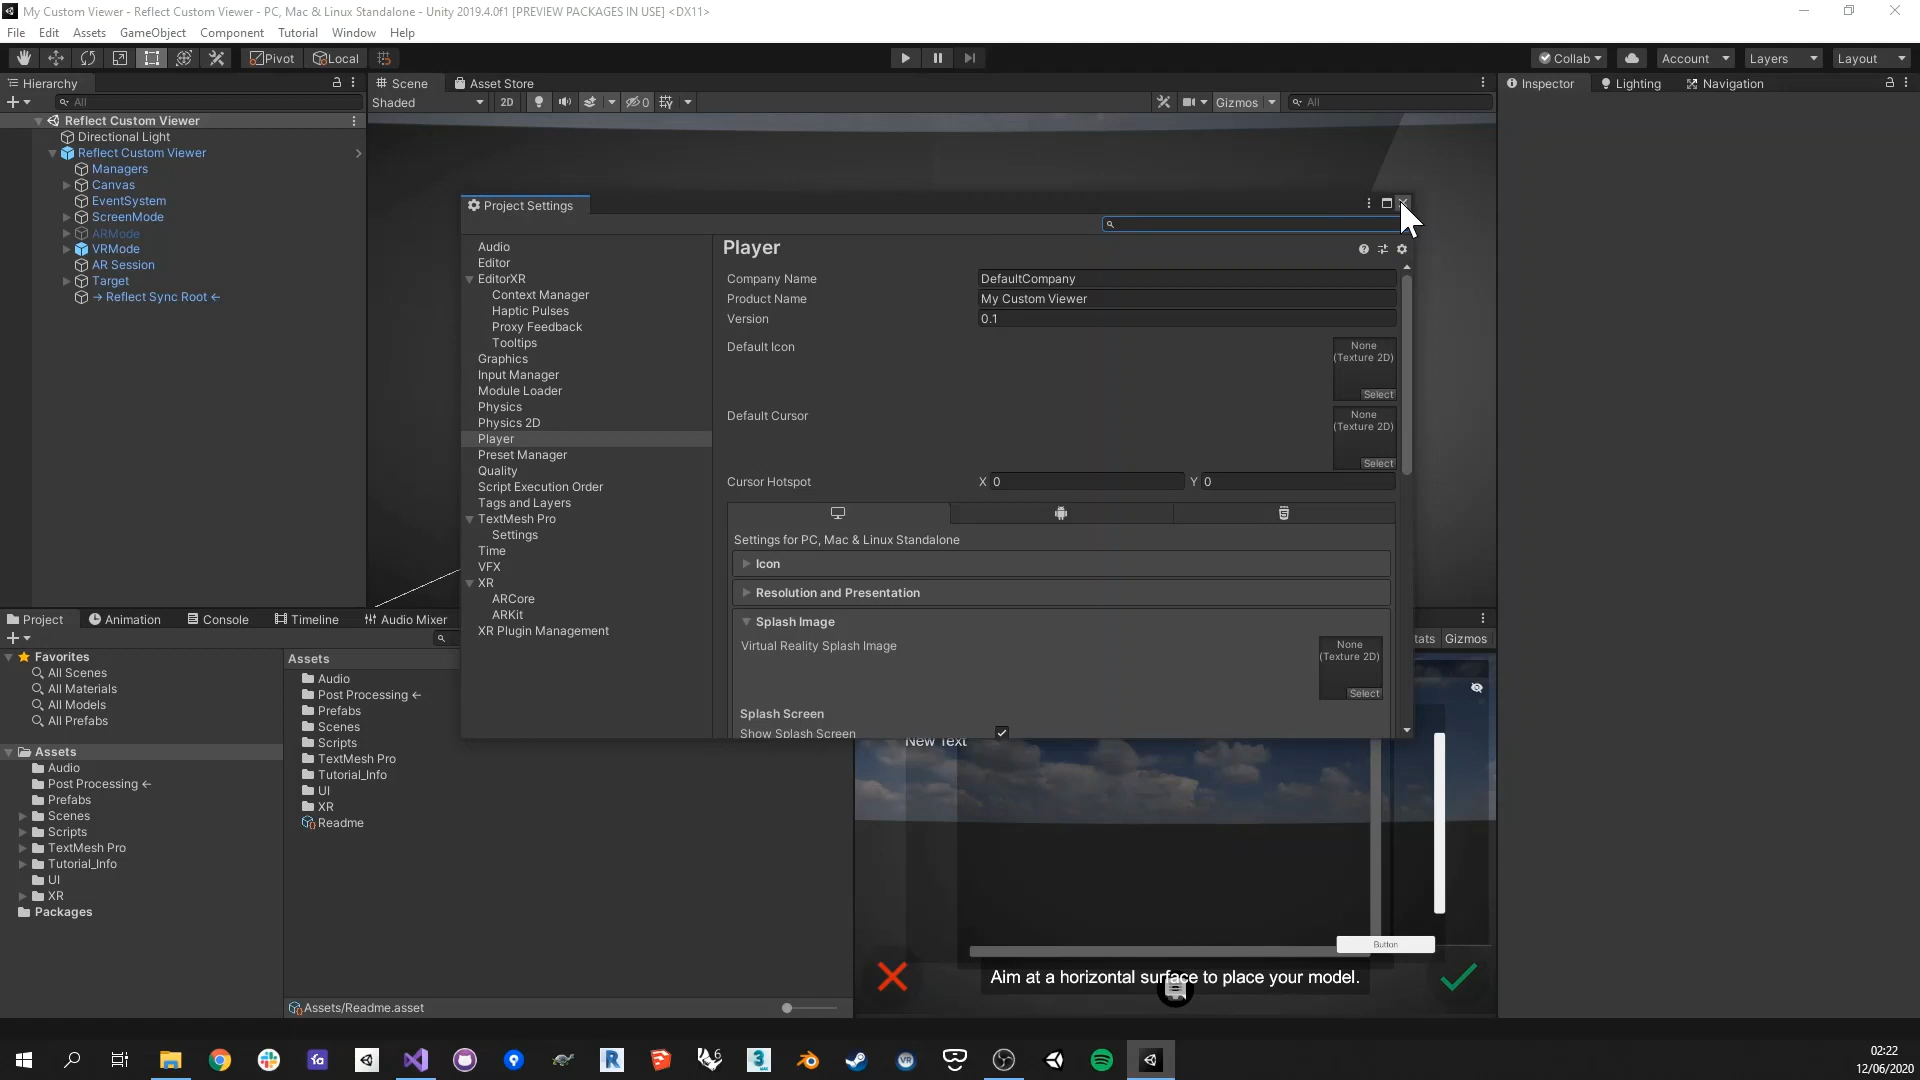 My Custom Viewer - Reflect Custom Viewer - PC, Mac & Linux Standalone - Unity 2019.4.0f1 [PREVIEW PACKAGES IN USE] <DX11>
File Edit Assets GameObject Component Tutorial Window Help
Pivot Local Collab Account Layers Layout
Hierarchy
Scene Asset Store
Inspector Lighting Navigation
All
Shaded 2D 0 Gizmos All
Reflect Custom Viewer
Directional Light
Reflect Custom Viewer
Managers
Canvas
EventSystem
ScreenMode
ARMode
VRMode
AR Session
Target
→ Reflect Sync Root ←
Project Settings
Audio
Editor
EditorXR
Context Manager
Haptic Pulses
Proxy Feedback
Tooltips
Graphics
Input Manager
Module Loader
Physics
Physics 2D
Player
Preset Manager
Quality
Script Execution Order
Tags and Layers
TextMesh Pro
Settings
Time
VFX
XR
ARCore
ARKit
XR Plugin Management
Player
Company Name DefaultCompany
Product Name My Custom Viewer
Version 0.1
Default Icon
None
(Texture 2D)
Select
Default Cursor
None
(Texture 2D)
Select
Cursor Hotspot X 0 Y 0
Settings for PC, Mac & Linux Standalone
Icon
Resolution and Presentation
Splash Image
Virtual Reality Splash Image
None
(Texture 2D)
Select
Splash Screen
Show Splash Screen
Project Animation Console Timeline Audio Mixer
tats Gizmos
Favorites
All Scenes
All Materials
All Models
All Prefabs
Assets
Audio
Post Processing ←
Prefabs
Scenes
Scripts
TextMesh Pro
Tutorial_Info
UI
XR
Packages
Assets
Audio
Post Processing ←
Prefabs
Scenes
Scripts
TextMesh Pro
Tutorial_Info
UI
XR
Readme
Assets/Readme.asset
New Text
Button
Aim at a horizontal surface to place your model.
02:22
12/06/2020